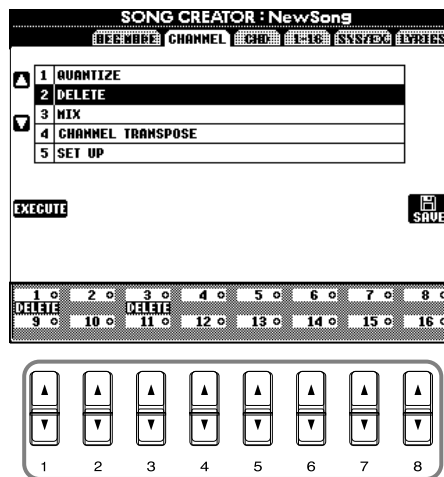 SONG CREATOR : NewSong
REC MODE CHANNEL CHD 1-16 SYS/EX. LYRICS
1 QUANTIZE
2 DELETE
3 MIX
4 CHANNEL TRANSPOSE
5 SET UP
EXECUTE
SAVE
1 2 3 4 5 6 7 8
DELETE DELETE
9 10 11 12 13 14 15 16
1 2 3 4 5 6 7 8